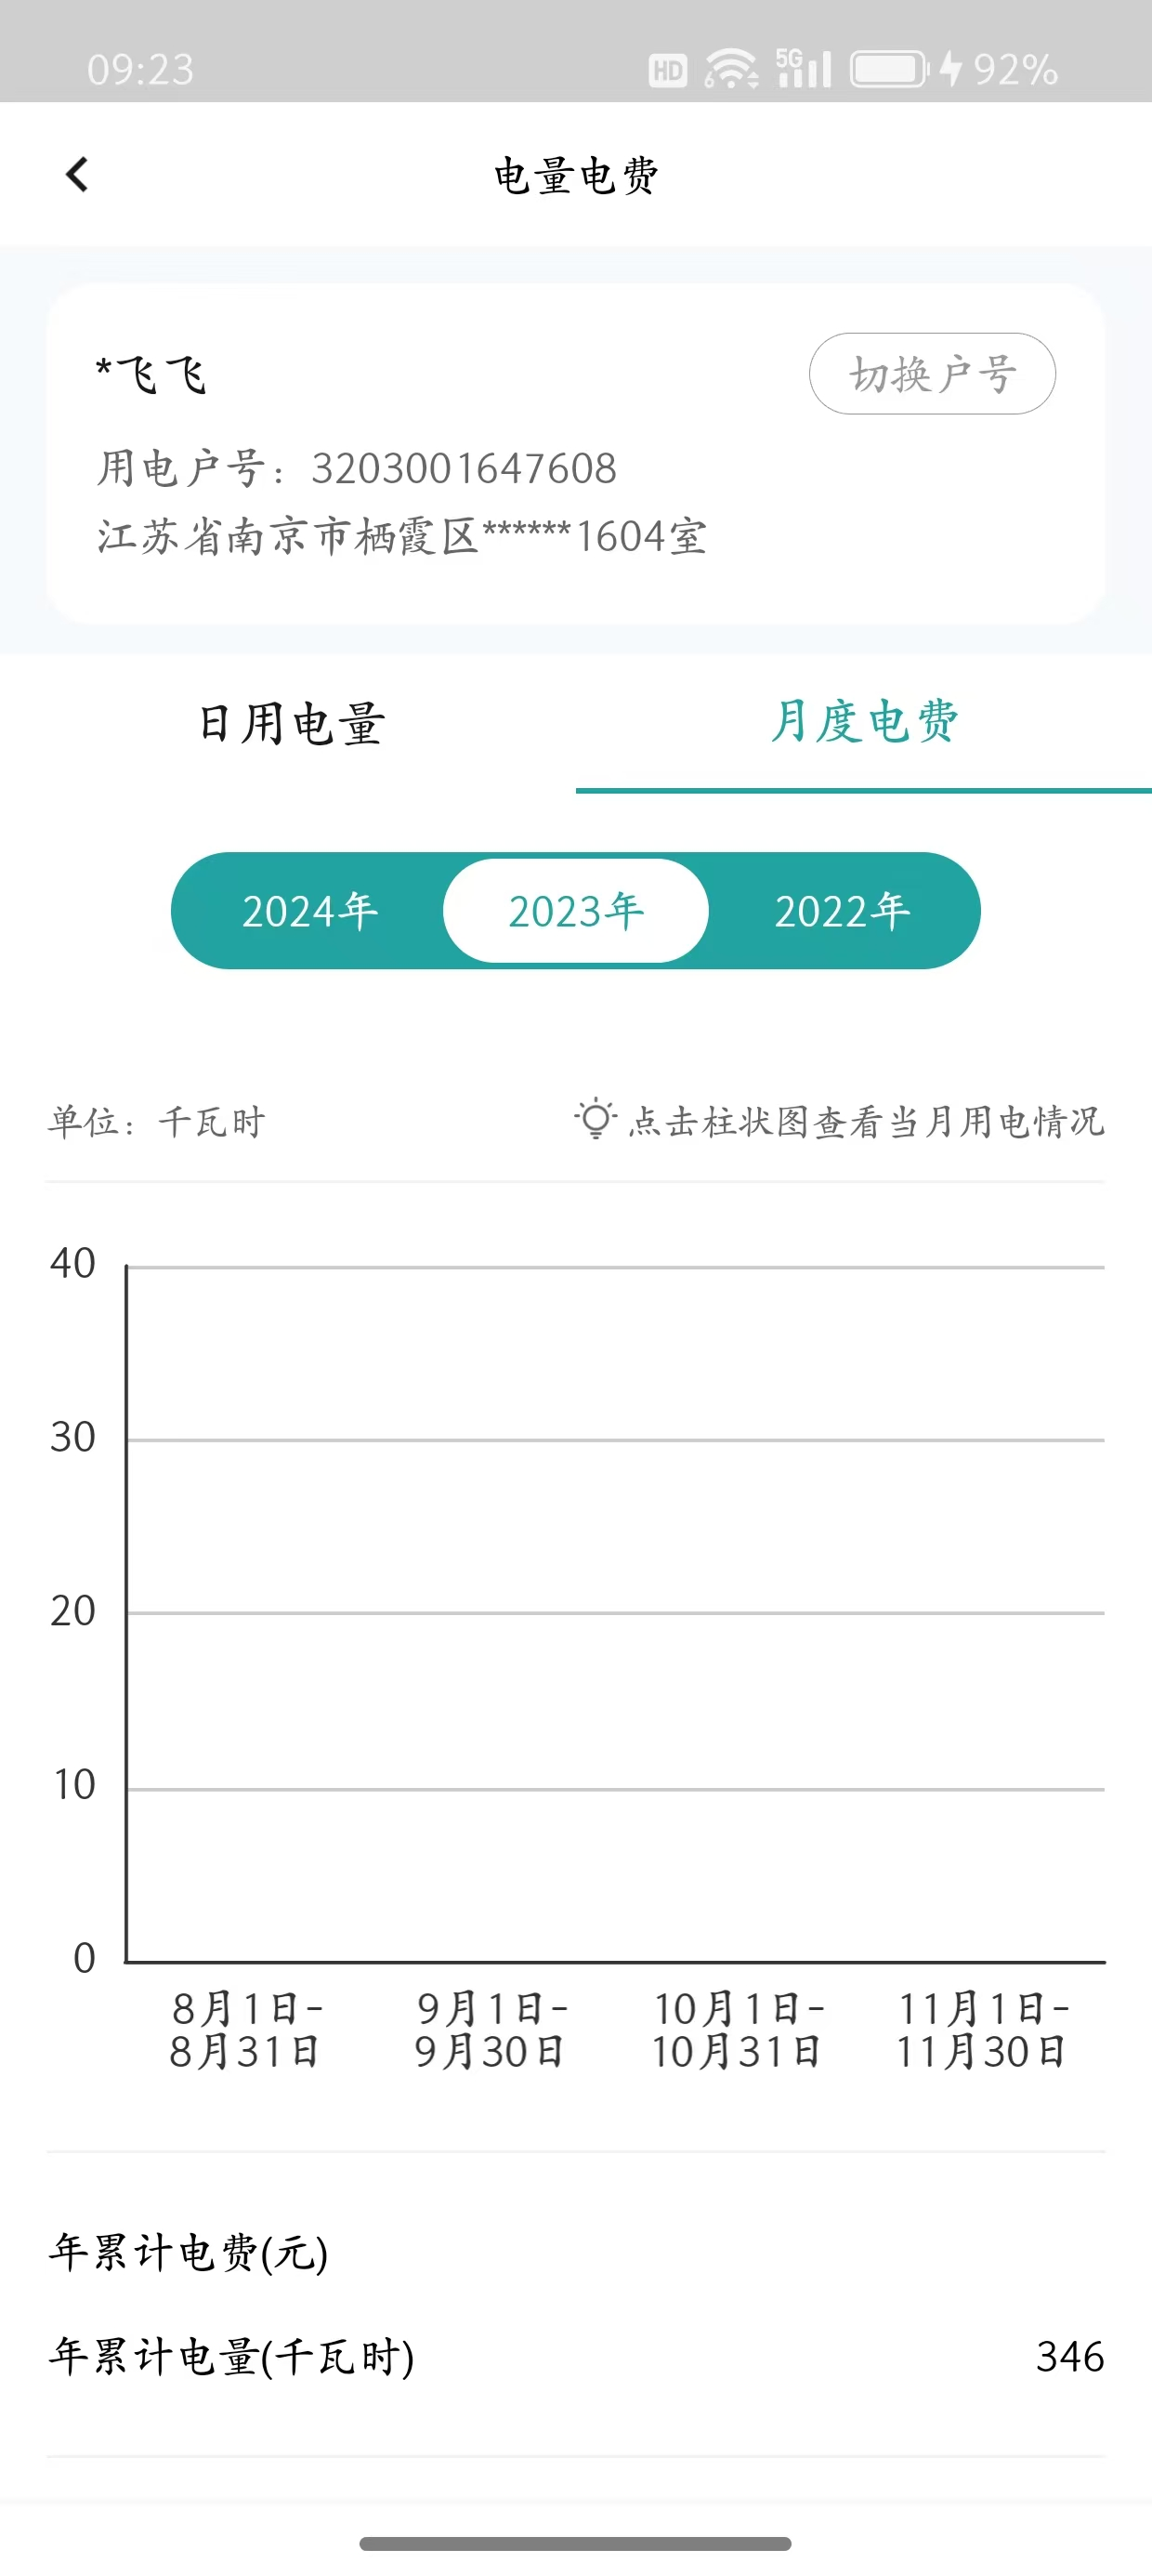 09:23 HD 6 5G 92%
电量电费
*飞飞
切换户号
用电户号：3203001647608
江苏省南京市栖霞区******1604室
日用电量 月度电费
2024年 2023年 2022年
单位：千瓦时 点击柱状图查看当月用电情况
40
30
20
10
0
8月1日- 9月1日- 10月1日- 11月1日-
8月31日 9月30日 10月31日 11月30日
年累计电费(元)
年累计电量(千瓦时) 346